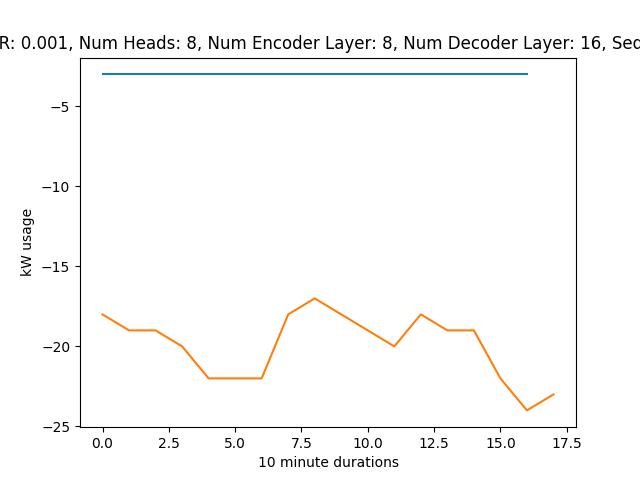 R: 0.001, Num Heads: 8, Num Encoder Layer: 8, Num Decoder Layer: 16, Sec
−5
−10
−15
−20
−25
kW usage
0.0 2.5 5.0 7.5 10.0 12.5 15.0 17.5
10 minute durations